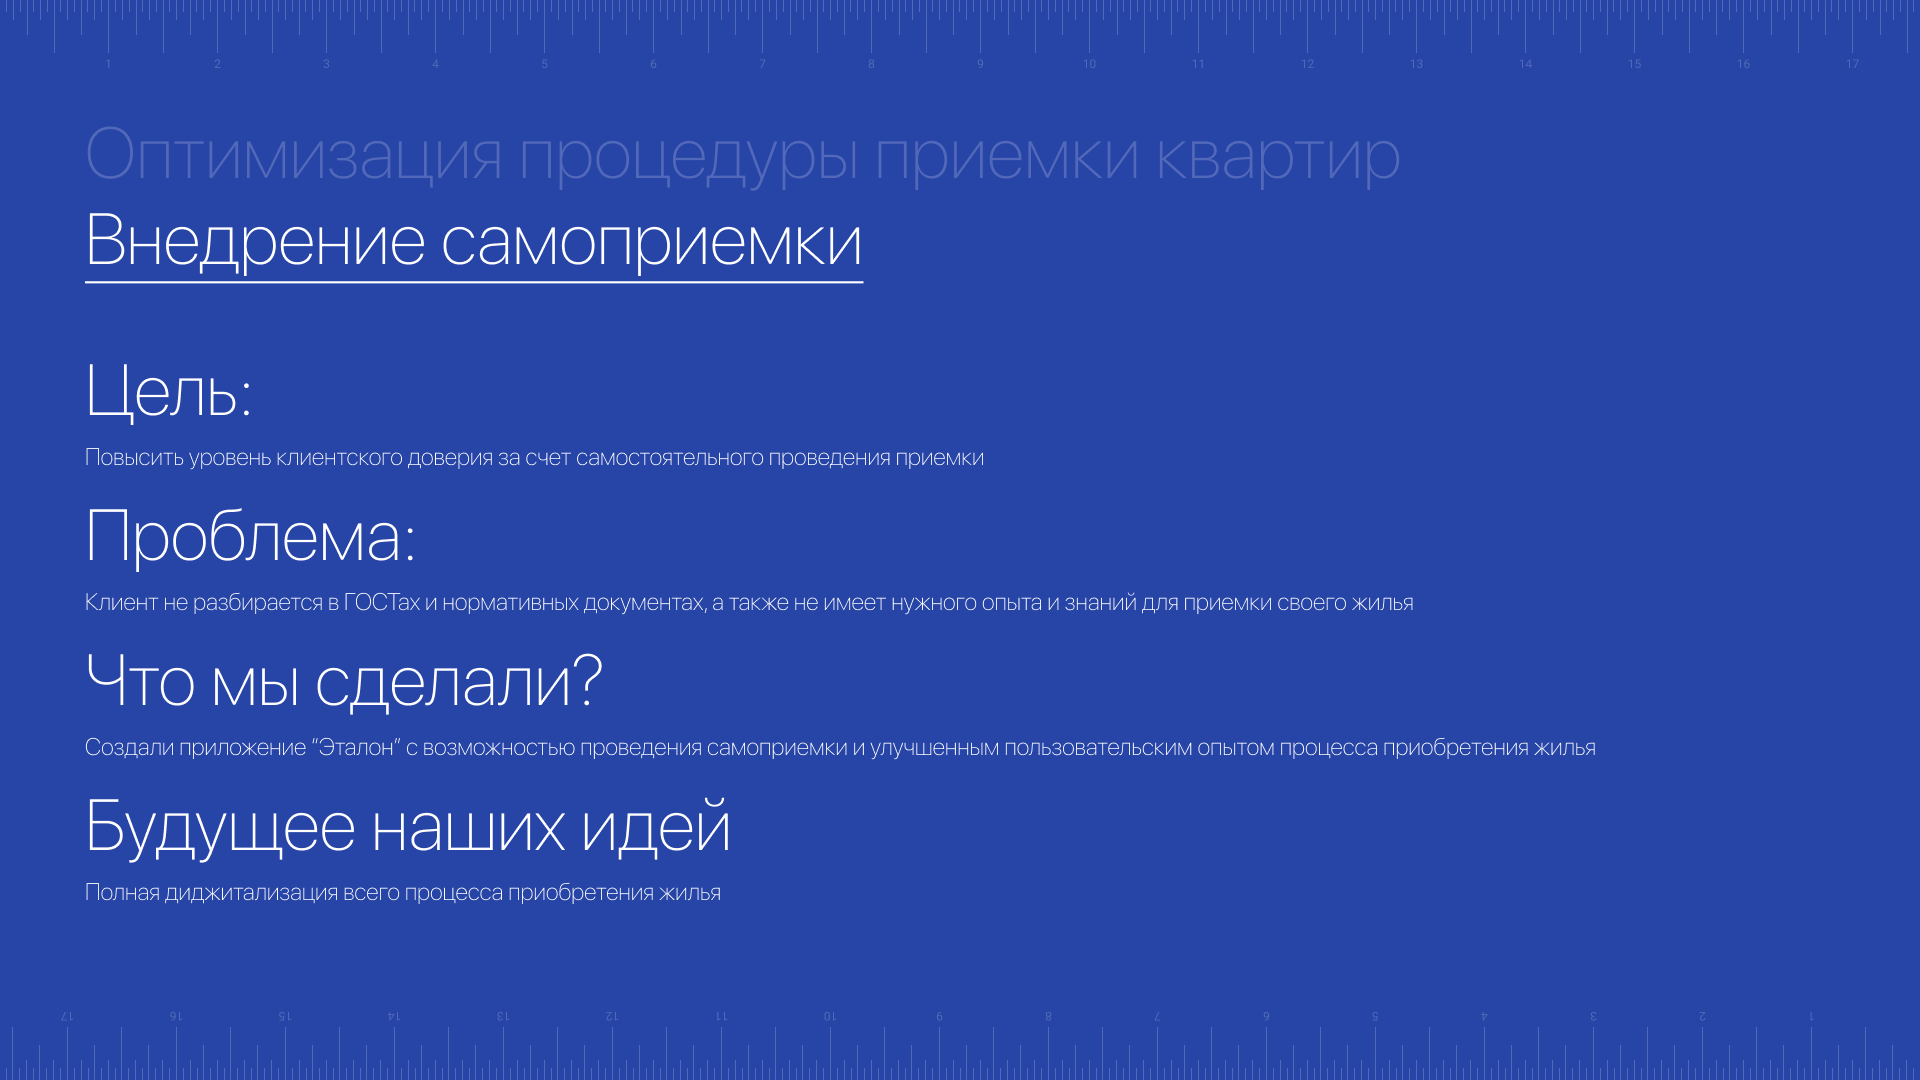 1 2 3 4 5 6 7 8 9 10 11 12 13 14 15 16 17
Оптимизация процедуры приемки квартир
Внедрение самоприемки
Цель:
Повысить уровень клиентского доверия за счет самостоятельного проведения приемки
Проблема:
Клиент не разбирается в ГОСТах и нормативных документах, а также не имеет нужного опыта и знаний для приемки своего жилья
Что мы сделали?
Создали приложение “Эталон” с возможностью проведения самоприемки и улучшенным пользовательским опытом процесса приобретения жилья
Будущее наших идей
Полная диджитализация всего процесса приобретения жилья
17 16 15 14 13 12 11 10 9 8 7 6 5 4 3 2 1